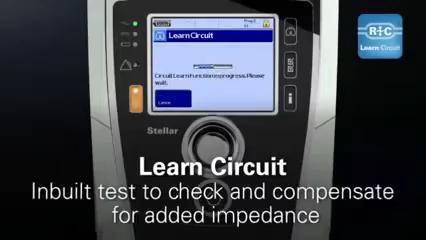 R+C
Learn Circuit
Learn Circuit
Circuit Learn Function in progress. Please
wait.
Cancel
Stellar
Learn Circuit
Inbuilt test to check and compensate
for added impedance